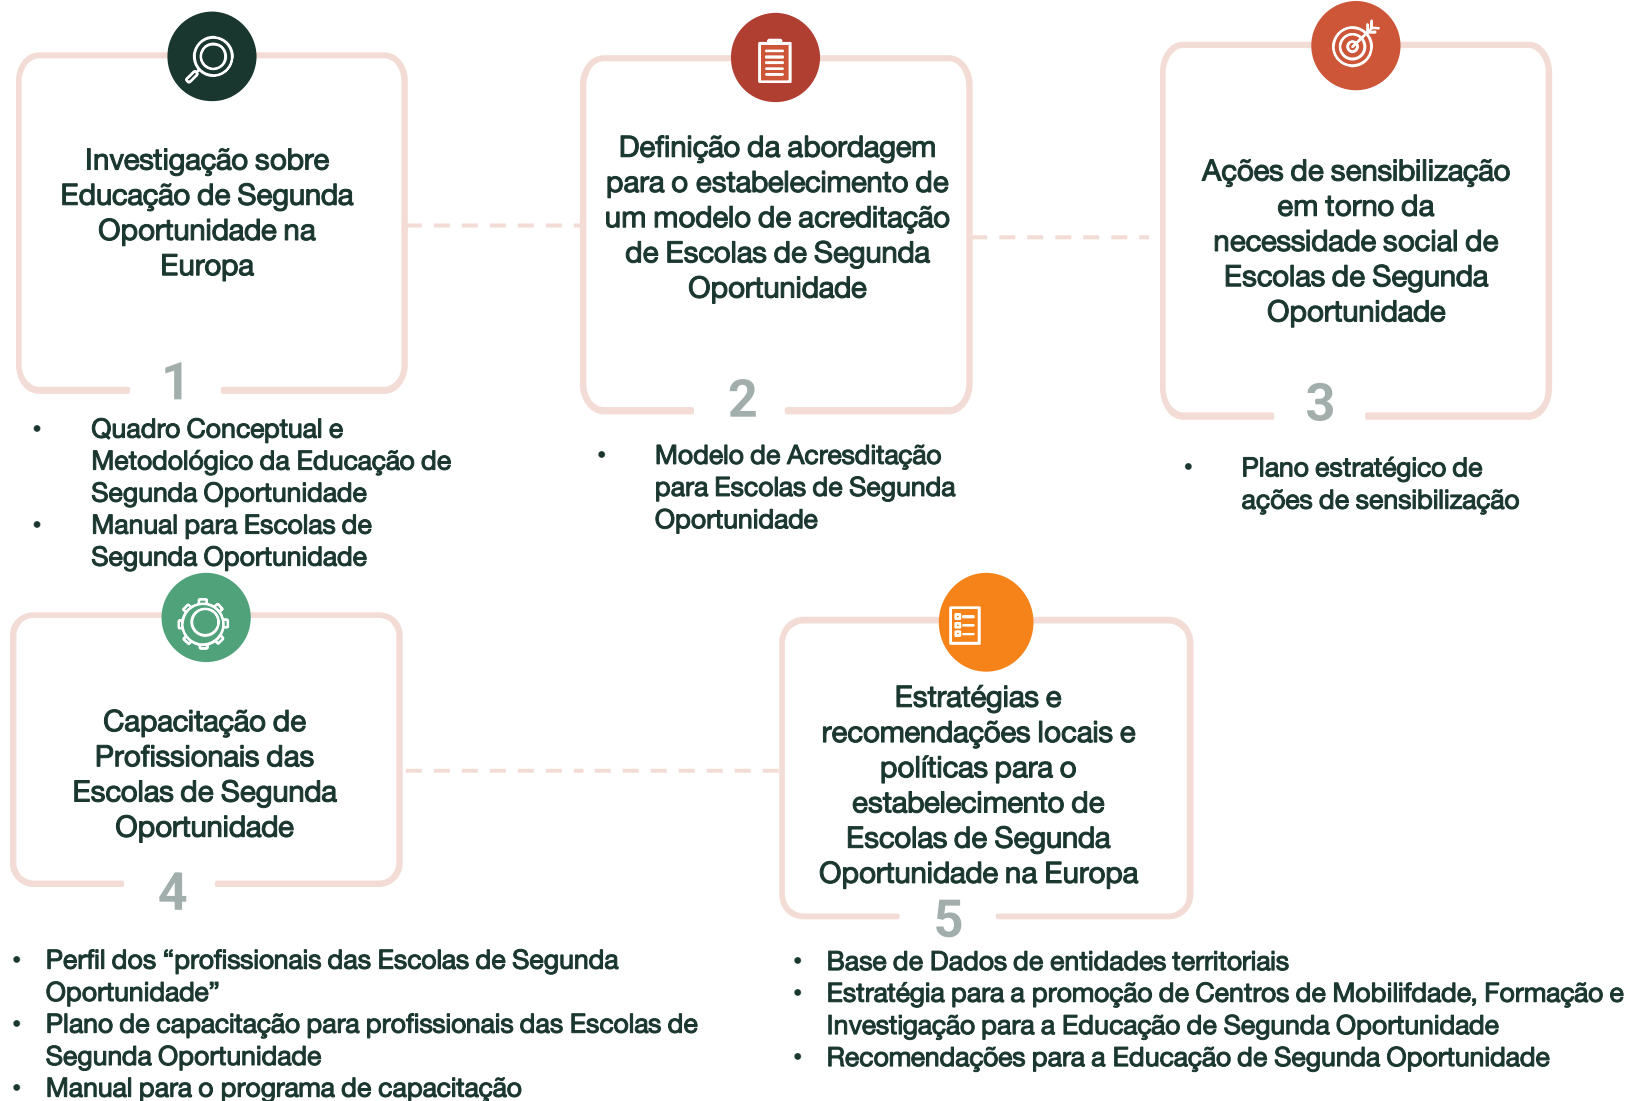 Investigação sobre
Educação de Segunda
Oportunidade na
Europa
1
• Quadro Conceptual e
Metodológico da Educação de
Segunda Oportunidade
• Manual para Escolas de
Segunda Oportunidade
Definição da abordagem
para o estabelecimento de
um modelo de acreditação
de Escolas de Segunda
Oportunidade
2
• Modelo de Acresditação
para Escolas de Segunda
Oportunidade
Ações de sensibilização
em torno da
necessidade social de
Escolas de Segunda
Oportunidade
3
• Plano estratégico de
ações de sensibilização
Capacitação de
Profissionais das
Escolas de Segunda
Oportunidade
4
• Perfil dos “profissionais das Escolas de Segunda
Oportunidade”
• Plano de capacitação para profissionais das Escolas de
Segunda Oportunidade
• Manual para o programa de capacitação
Estratégias e
recomendações locais e
políticas para o
estabelecimento de
Escolas de Segunda
Oportunidade na Europa
5
• Base de Dados de entidades territoriais
• Estratégia para a promoção de Centros de Mobilifdade, Formação e
Investigação para a Educação de Segunda Oportunidade
• Recomendações para a Educação de Segunda Oportunidade